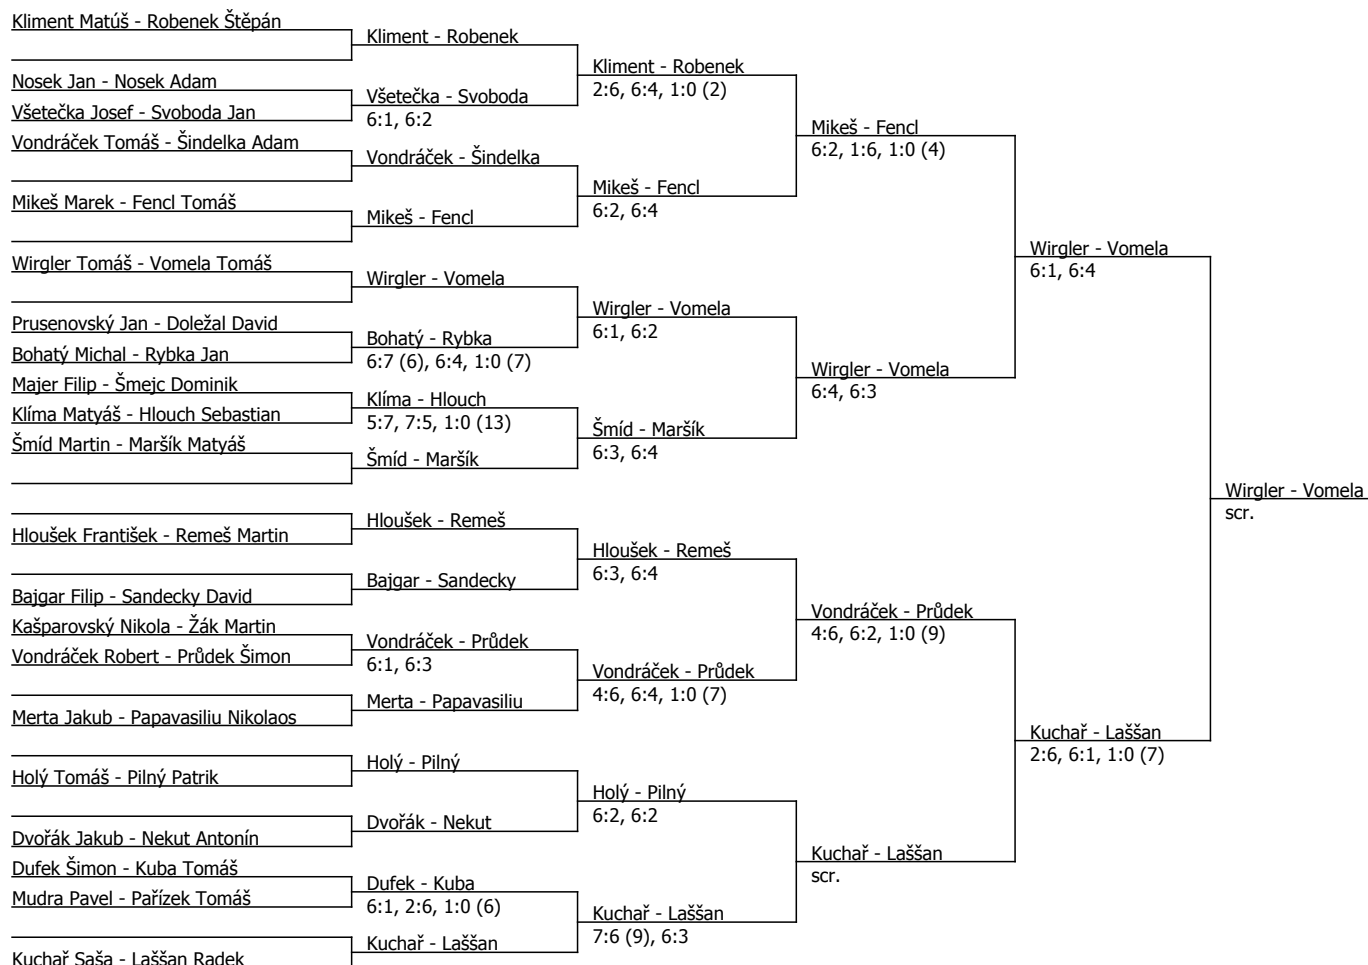 Kliment Matúš - Robenek Štěpán
Nosek Jan - Nosek Adam
Všetečka Josef - Svoboda Jan
Vondráček Tomáš - Šindelka Adam
Mikeš Marek - Fencl Tomáš
Wirgler Tomáš - Vomela Tomáš
Prusenovský Jan - Doležal David
Bohatý Michal - Rybka Jan
Majer Filip - Šmejc Dominik
Klíma Matyáš - Hlouch Sebastian
Šmíd Martin - Maršík Matyáš
Hloušek František - Remeš Martin
Bajgar Filip - Sandecky David
Kašparovský Nikola - Žák Martin
Vondráček Robert - Průdek Šimon
Merta Jakub - Papavasiliu Nikolaos
Holý Tomáš - Pilný Patrik
Dvořák Jakub - Nekut Antonín
Dufek Šimon - Kuba Tomáš
Mudra Pavel - Pařízek Tomáš
Kuchař Saša - Laššan Radek
Kliment - Robenek
Všetečka - Svoboda
6:1, 6:2
Vondráček - Šindelka
Mikeš - Fencl
Wirgler - Vomela
Bohatý - Rybka
6:7 (6), 6:4, 1:0 (7)
Klíma - Hlouch
5:7, 7:5, 1:0 (13)
Šmíd - Maršík
Hloušek - Remeš
Bajgar - Sandecky
Vondráček - Průdek
6:1, 6:3
Merta - Papavasiliu
Holý - Pilný
Dvořák - Nekut
Dufek - Kuba
6:1, 2:6, 1:0 (6)
Kuchař - Laššan
Kliment - Robenek
2:6, 6:4, 1:0 (2)
Mikeš - Fencl
6:2, 6:4
Wirgler - Vomela
6:1, 6:2
Šmíd - Maršík
6:3, 6:4
Hloušek - Remeš
6:3, 6:4
Vondráček - Průdek
4:6, 6:4, 1:0 (7)
Holý - Pilný
6:2, 6:2
Kuchař - Laššan
7:6 (9), 6:3
Mikeš - Fencl
6:2, 1:6, 1:0 (4)
Wirgler - Vomela
6:4, 6:3
Vondráček - Průdek
4:6, 6:2, 1:0 (9)
Kuchař - Laššan
scr.
Wirgler - Vomela
6:1, 6:4
Kuchař - Laššan
2:6, 6:1, 1:0 (7)
Wirgler - Vomela
scr.